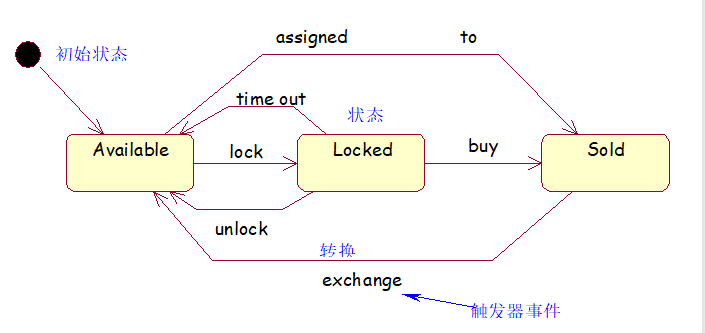 assigned to
初始状态
time out
状态
Available
lock
Locked
buy
Sold
unlock
转换
exchange
触发器事件